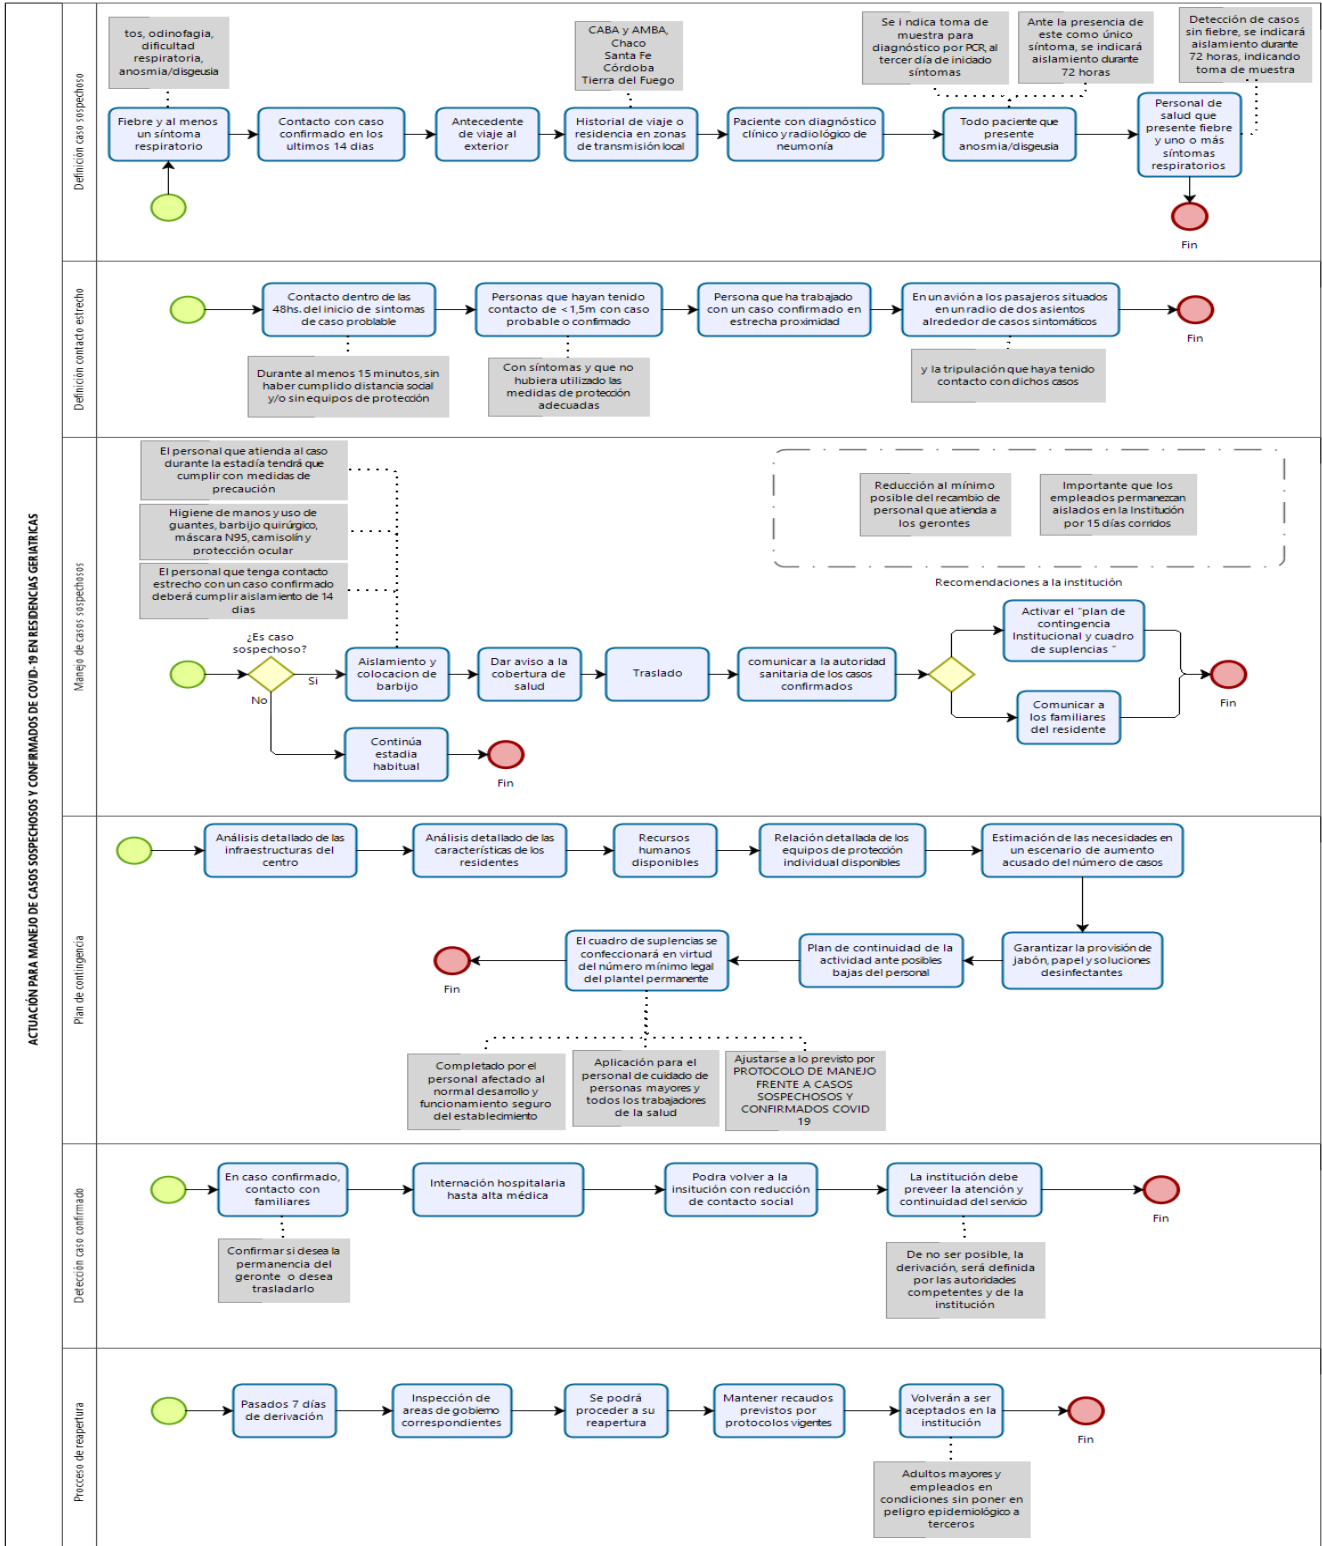 ACTUACIÓN PARA MANEJO DE CASOS SOSPECHOSOS Y CONFIRMADOS DE COVID-19 EN RESIDENCIAS GERIATRICAS
Definición caso sospechoso
tos, odinofagia,
dificultad
respiratoria,
anosmia/disgeusia
CABA y AMBA,
Chaco
Santa Fe
Córdoba
Tierra del Fuego
Se i ndica toma de
muestra para
diagnóstico por PCR, al
tercer día de iniciado
síntomas
Ante la presencia de
este como único
síntoma, se indicará
aislamiento durante
72 horas
Detección de casos
sin fiebre, se indicará
aislamiento durante
72 horas, indicando
toma de muestra
Fiebre y al menos
un síntoma
respiratorio
Contacto con caso
confirmado en los
ultimos 14 dias
Antecedente
de viaje al
exterior
Historial de viaje o
residencia en zonas
de transmisión local
Paciente con diagnóstico
clínico y radiológico de
neumonía
Todo paciente que
presente
anosmia/disgeusia
Personal de
salud que
presente fiebre
y uno o más
síntomas
respiratorios
Fin
Definición contacto estrecho
Contacto dentro de las
48hs. del inicio de sintomas
de caso problable
Personas que hayan tenido
contacto de <1,5m con caso
probable o confirmado
Persona que ha trabajado
con un caso confirmado en
estrecha proximidad
En un avión a los pasajeros situados
en un radio de dos asientos
alrededor de casos sintomáticos
Fin
Durante al menos 15 minutos, sin
haber cumplido distancia social
y/o sin equipos de protección
Con síntomas y que no
hubiera utilizado las
medidas de protección
adecuadas
y la tripulación que haya tenido
contacto con dichos casos
Manejo de casos sospechosos
El personal que atienda al caso
durante la estadía tendrá que
cumplir con medidas de
precaución
Higiene de manos y uso de
guantes, barbijo quirúrgico,
máscara N95, camisolín y
protección ocular
El personal que tenga contacto
estrecho con un caso confirmado
deberá cumplir aislamiento de 14
dias
Reducción al mínimo
posible del recambio de
personal que atienda a
los gerontes
Importante que los
empleados permanezcan
aislados en la Institución
por 15 días corridos
Recomendaciones a la institución
¿Es caso
sospechoso?
Si
No
Aislamiento y
colocacion de
barbijo
Dar aviso a la
cobertura de
salud
Traslado
comunicar a la autoridad
sanitaria de los casos
confirmados
Activar el "plan de
contingencia
Institucional y cuadro
de suplencias "
Comunicar a
los familiares
del residente
Fin
Continúa
estadia
habitual
Fin
Plan de contingencia
Análisis detallado de las
infraestructuras del
centro
Análisis detallado de las
características de los
residentes
Recursos
humanos
disponibles
Relación detallada de los
equipos de protección
individual disponibles
Estimación de las necesidades en
un escenario de aumento
acusado del número de casos
Garantizar la provisión de
jabón, papel y soluciones
desinfectantes
Plan de continuidad de la
actividad ante posibles
bajas del personal
El cuadro de suplencias se
confeccionará en virtud
del número mínimo legal
del plantel permanente
Fin
Completado por el
personal afectado al
normal desarrollo y
funcionamiento seguro
del establecimiento
Aplicación para el
personal de cuidado de
personas mayores y
todos los trabajadores
de la salud
Ajustarse a lo previsto por
PROTOCOLO DE MANEJO
FRENTE A CASOS
SOSPECHOSOS Y
CONFIRMADOS COVID
19
Detección caso confirmado
En caso confirmado,
contacto con
familiares
Internación hospitalaria
hasta alta médica
Podra volver a la
insitución con reducción
de contacto social
La institución debe
preveer la atención y
continuidad del servicio
Fin
Confirmar si desea la
permanencia del
geronte o desea
trasladarlo
De no ser posible, la
derivación, será definida
por las autoridades
competentes y de la
institución
Procceso de reapertura
Pasados 7 días
de derivación
Inspección de
areas de gobierno
correspondientes
Se podrá
proceder a su
reapertura
Mantener recaudos
previstos por
protocolos vigentes
Volverán a ser
aceptados en la
institución
Fin
Adultos mayores y
empleados en
condiciones sin poner en
peligro epidemiológico a
terceros